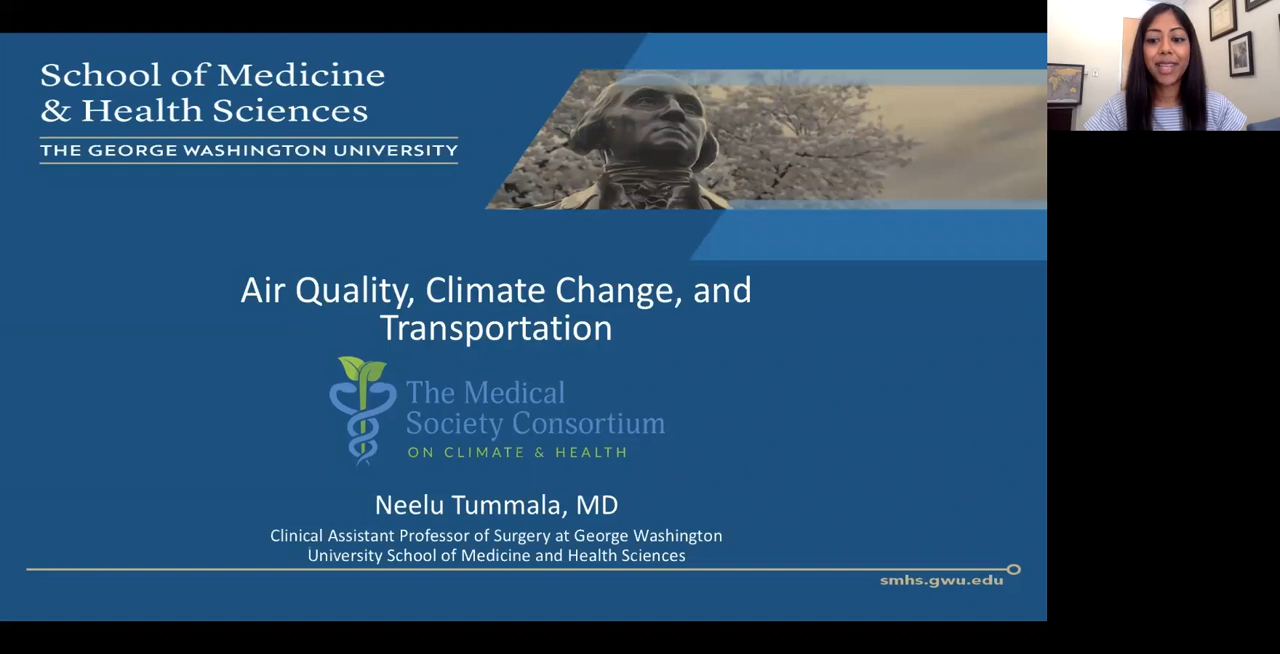 School of Medicine
& Health Sciences
THE GEORGE WASHINGTON UNIVERSITY
Air Quality, Climate Change, and
Transportation
The Medical
Society Consortium
ON CLIMATE & HEALTH
Neelu Tummala, MD
Clinical Assistant Professor of Surgery at George Washington
University School of Medicine and Health Sciences
smhs.gwu.edu